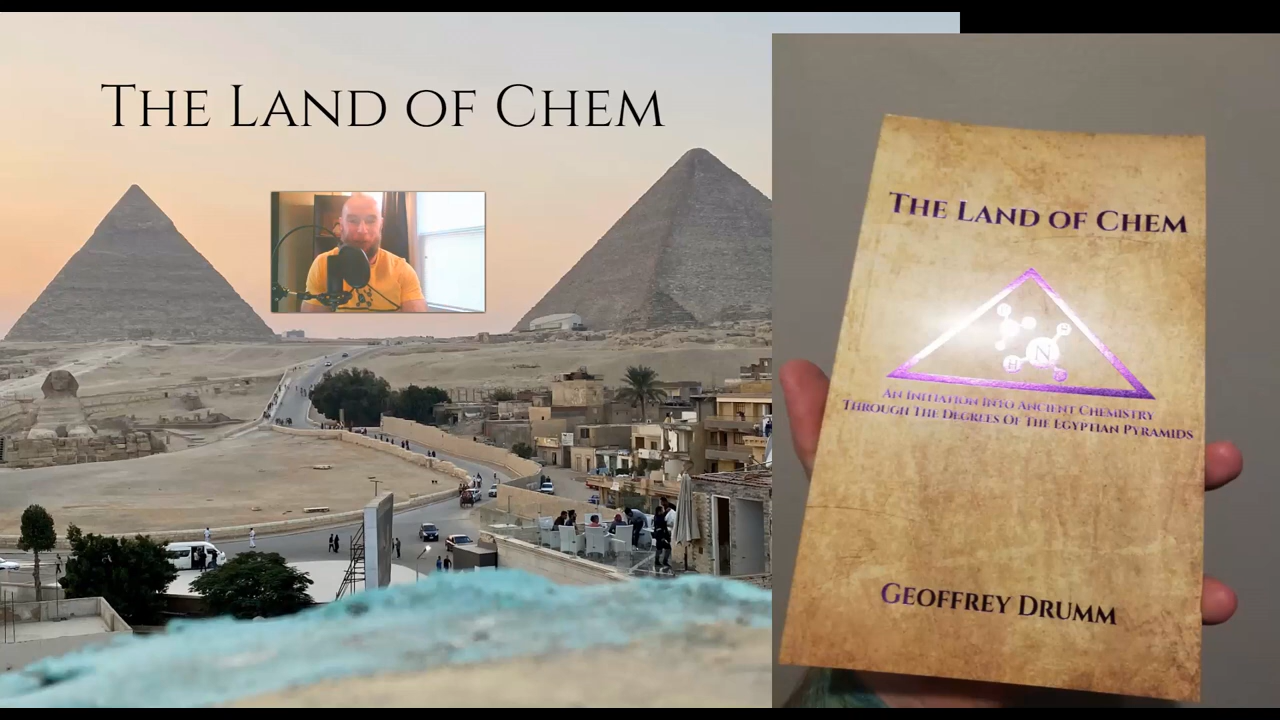 The Land of Chem
The Land of Chem
N
H
An Initiation Into Ancient Chemistry
Through The Degrees Of The Egyptian Pyramids
Geoffrey Drumm